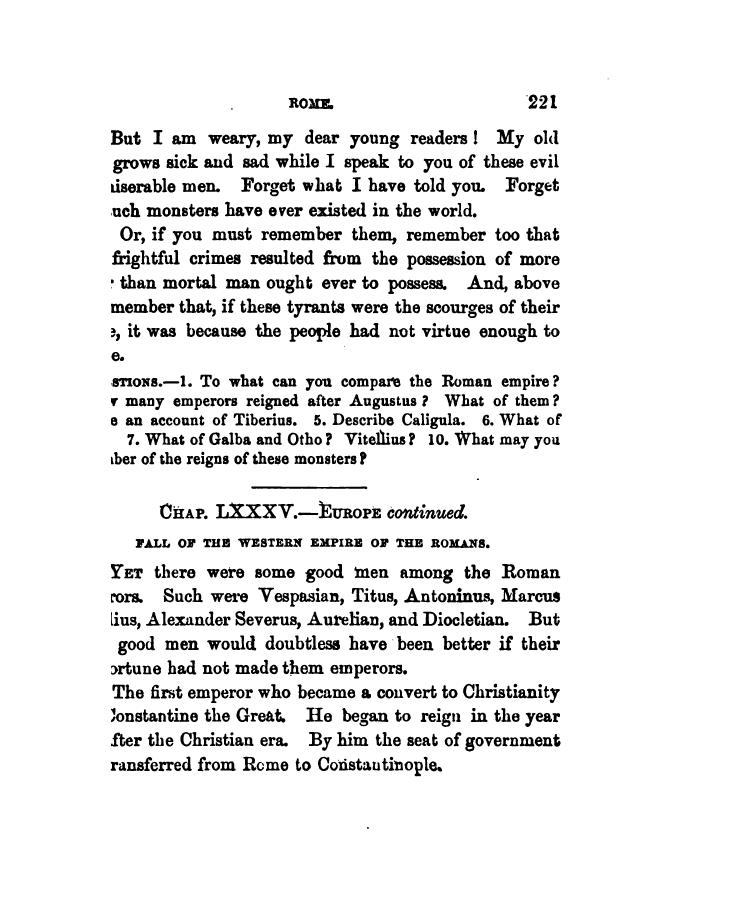 ROME. 221
But I am weary, my dear young readers! My old
grows sick and sad while I speak to you of these evil
iserable men. Forget what I have told you. Forget
uch monsters have ever existed in the world.
Or, if you must remember them, remember too that
frightful crimes resulted from the possession of more
than mortal man ought ever to possess. And, above
member that, if these tyrants were the scourges of their
, it was because the people had not virtue enough to
e.
STIONS.—1. To what can you compare the Roman empire?
many emperors reigned after Augustus? What of them?
e an account of Tiberius. 5. Describe Caligula. 6. What of
7. What of Galba and Otho? Vitellius? 10. What may you
ber of the reigns of these monsters?
CHAP. LXXXV.—EUROPE continued.
FALL OF THE WESTERN EMPIRE OF THE ROMANS.
YET there were some good men among the Roman
rors. Such were Vespasian, Titus, Antoninus, Marcus
lius, Alexander Severus, Aurelian, and Diocletian. But
good men would doubtless have been better if their
ortune had not made them emperors.
The first emperor who became a convert to Christianity
Constantine the Great. He began to reign in the year
fter the Christian era. By him the seat of government
ransferred from Rome to Constantinople.